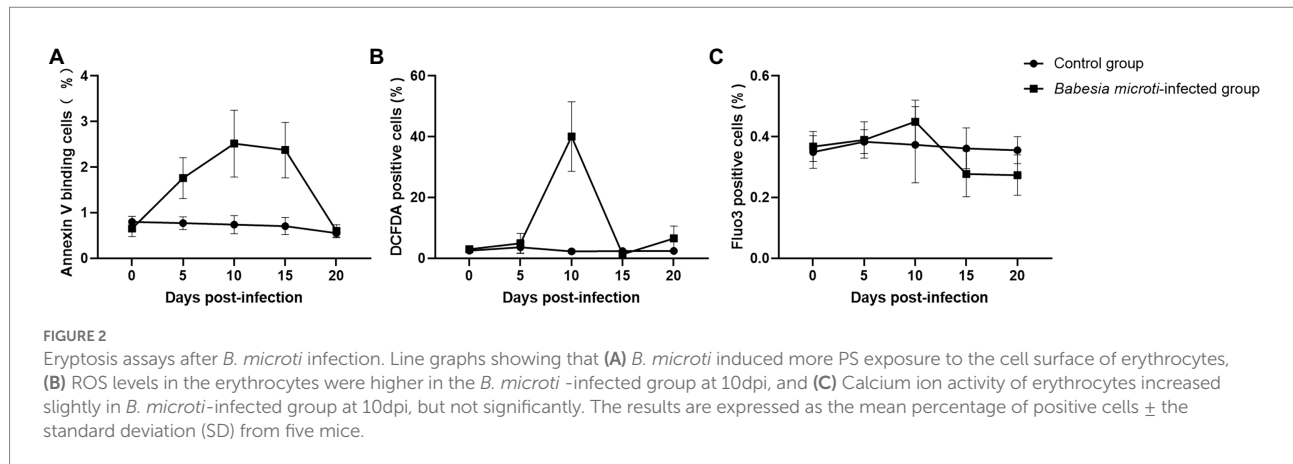 A
Annexin V binding cells（ %）
4
3
2
1
0
0 5 10 15 20
Days post-infection
B
DCFDA positive cells (%)
60
40
20
0
0 5 10 15 20
Days post-infection
C
Fluo3 positive cells (%)
0.6
0.4
0.2
0.0
0 5 10 15 20
Days post-infection
Control group
Babesia microti-infected group
FIGURE 2
Eryptosis assays after B. microti infection. Line graphs showing that (A) B. microti induced more PS exposure to the cell surface of erythrocytes,
(B) ROS levels in the erythrocytes were higher in the B. microti -infected group at 10dpi, and (C) Calcium ion activity of erythrocytes increased
slightly in B. microti-infected group at 10dpi, but not significantly. The results are expressed as the mean percentage of positive cells ± the
standard deviation (SD) from five mice.